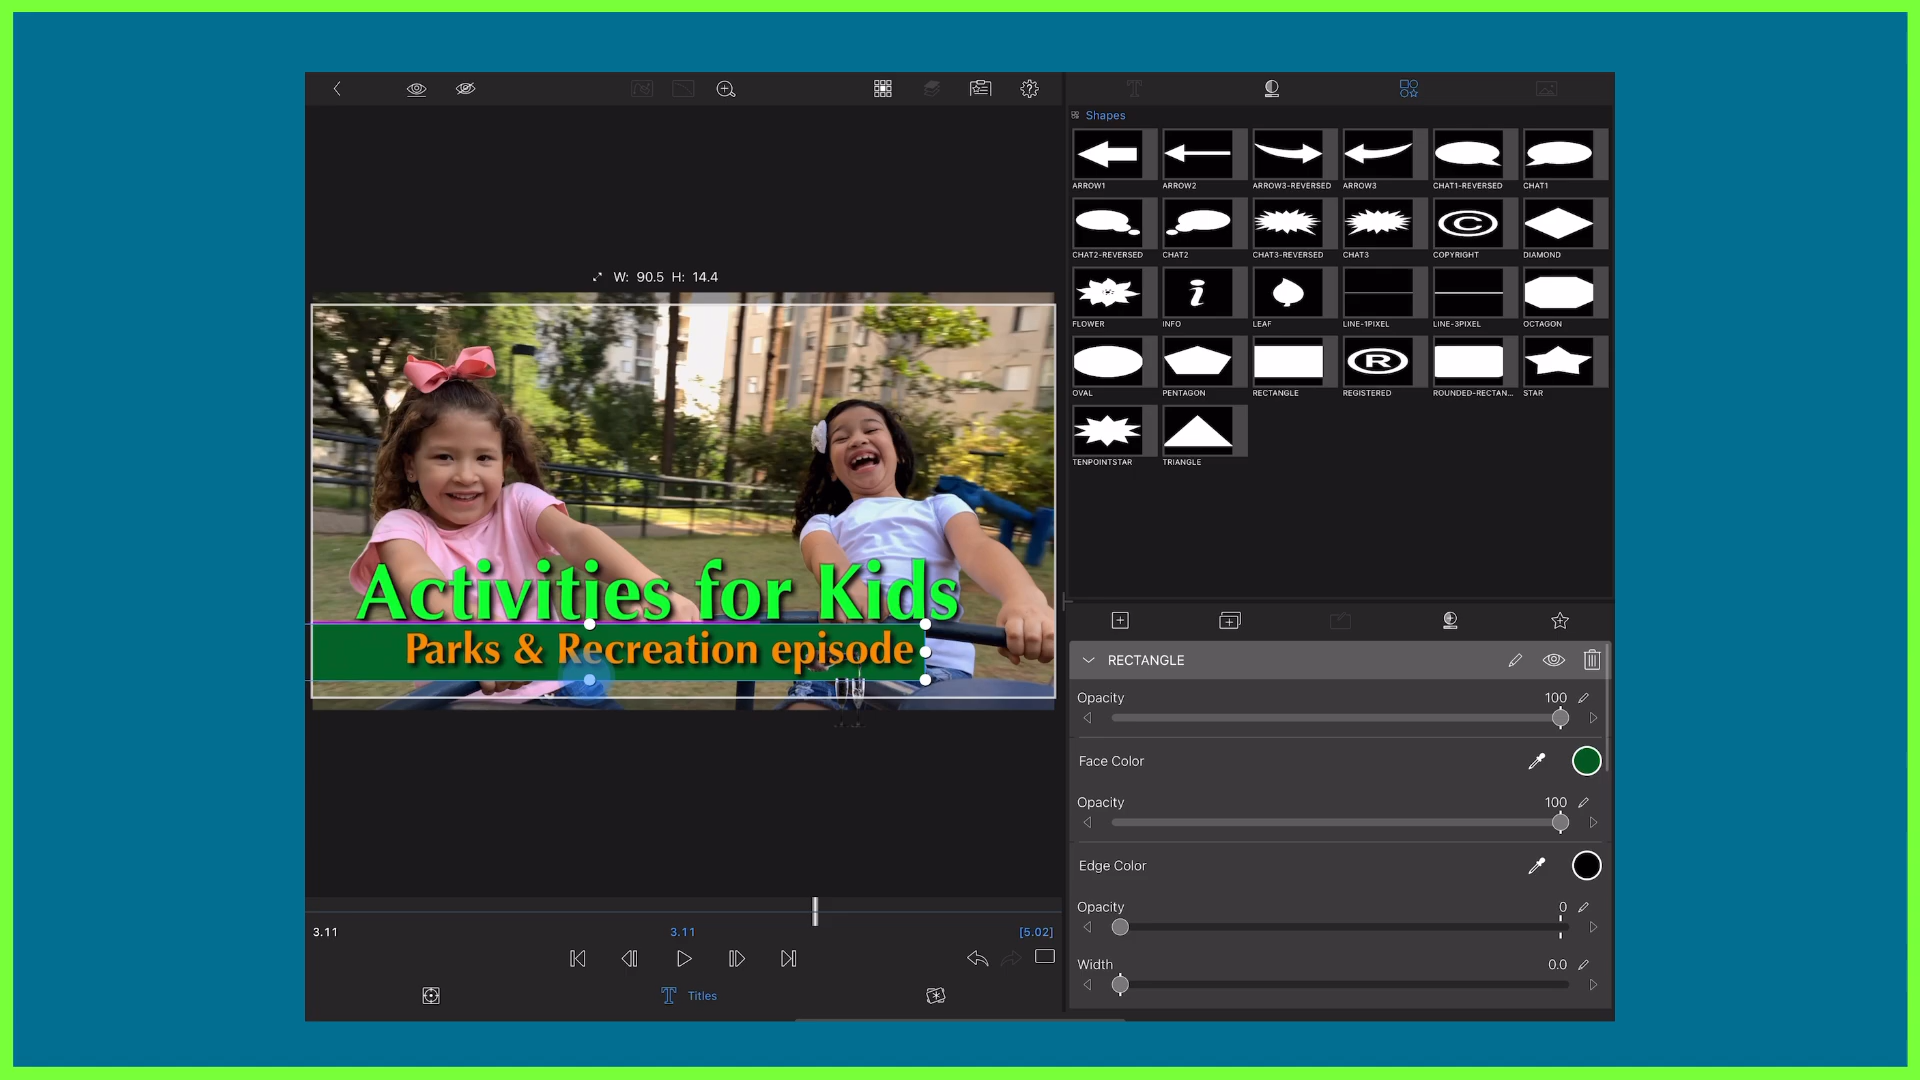 Shapes
ARROW1
ARROW2
ARROW3-REVERSED
ARROW3
CHAT1-REVERSED
CHAT1
CHAT2-REVERSED
CHAT2
CHAT3-REVERSED
CHAT3
COPYRIGHT
DIAMOND
FLOWER
INFO
LEAF
LINE-1PIXEL
LINE-3PIXEL
OCTAGON
OVAL
PENTAGON
RECTANGLE
REGISTERED
ROUNDED-RECTAN...
STAR
TENPOINTSTAR
TRIANGLE
W: 90.5 H: 14.4
Activities for Kids
Parks & Recreation episode
RECTANGLE
Opacity 100
Face Color
Opacity 100
Edge Color
Opacity 0
Width 0.0
3.11 3.11 [5.02]
Titles